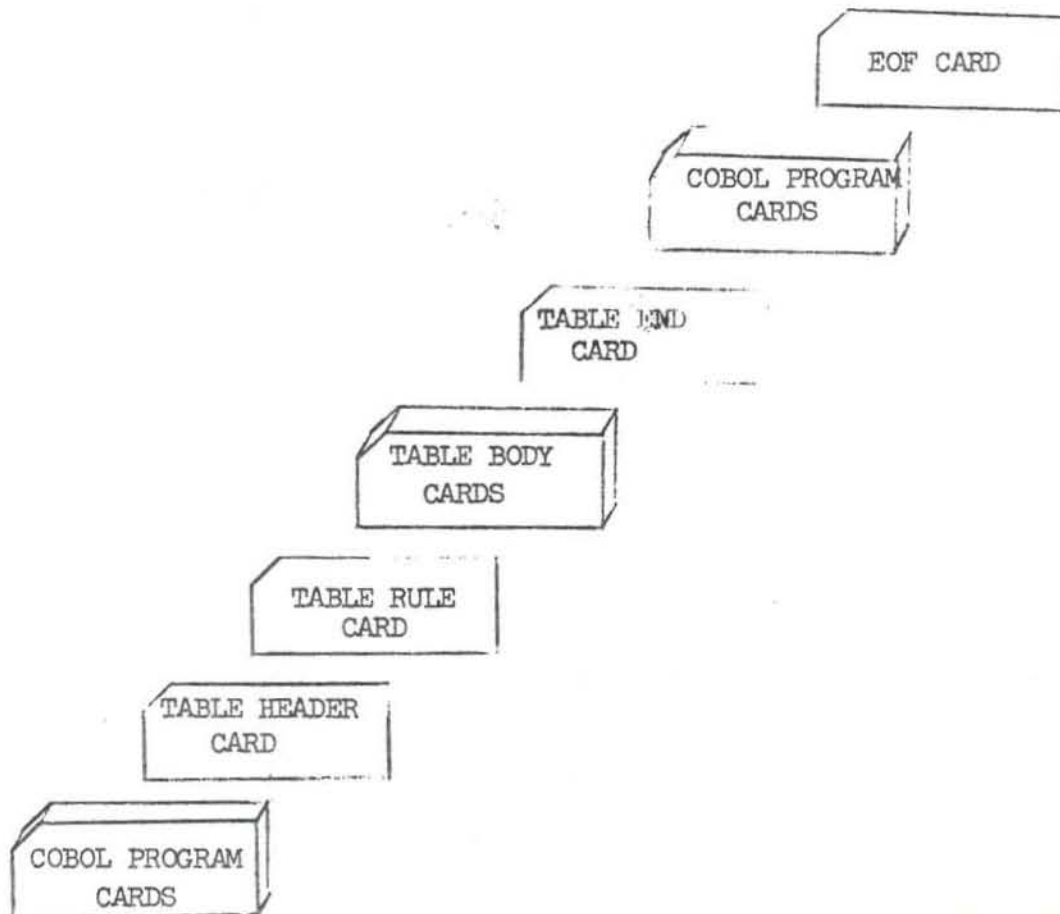 EOF CARD
COBOL PROGRAM
CARDS
TABLE END
CARD
TABLE BODY
CARDS
TABLE RULE
CARD
TABLE HEADER
CARD
COBOL PROGRAM
CARDS